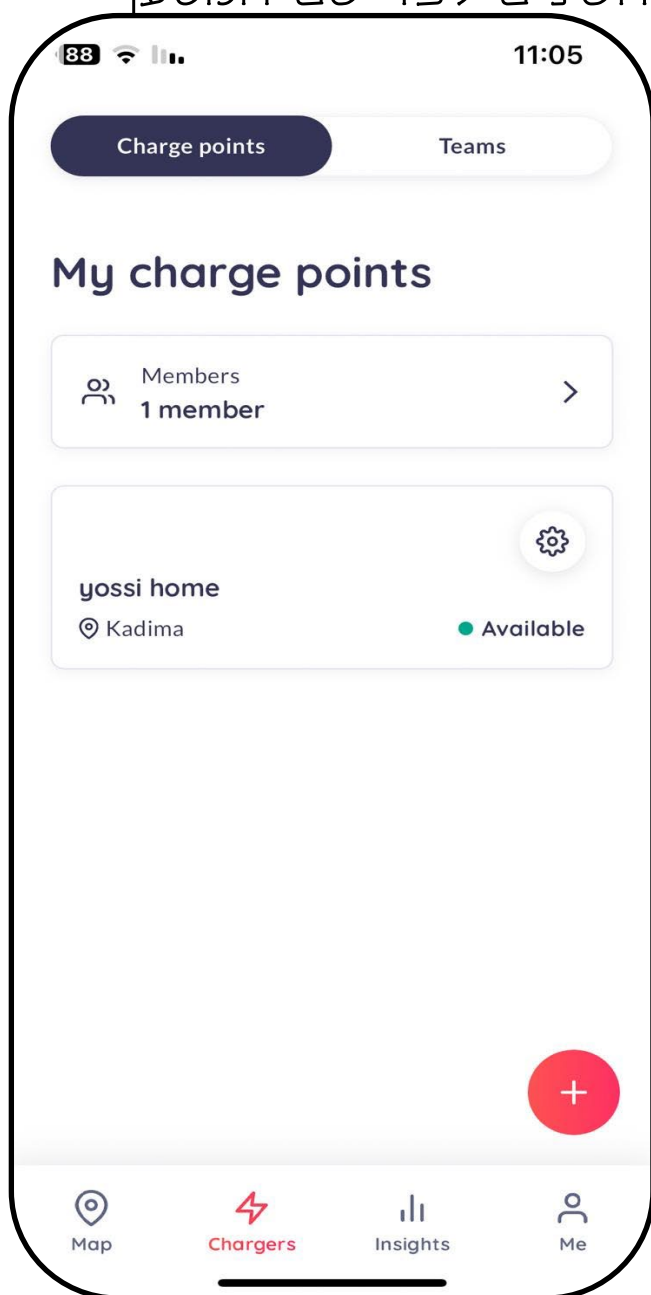 88 11:05
Charge points Teams
My charge points
Members
1 member
yossi home
Kadima Available
Map Chargers Insights Me